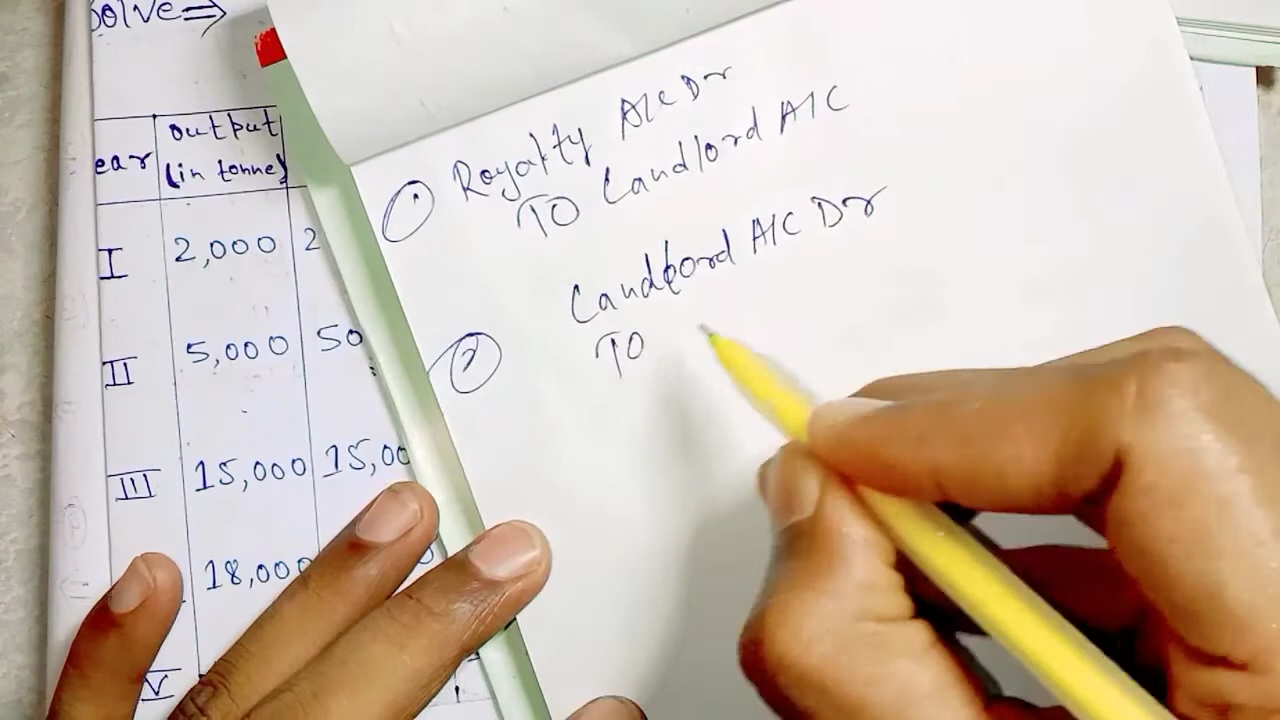 Solve⇒
ear output (in tonne)
I 2,000 2
II 5,000 50
III 15,000 15,00
18,000
V
① Royalty A/C Dr
TO Landlord A/C
② Landlord A/C Dr
TO